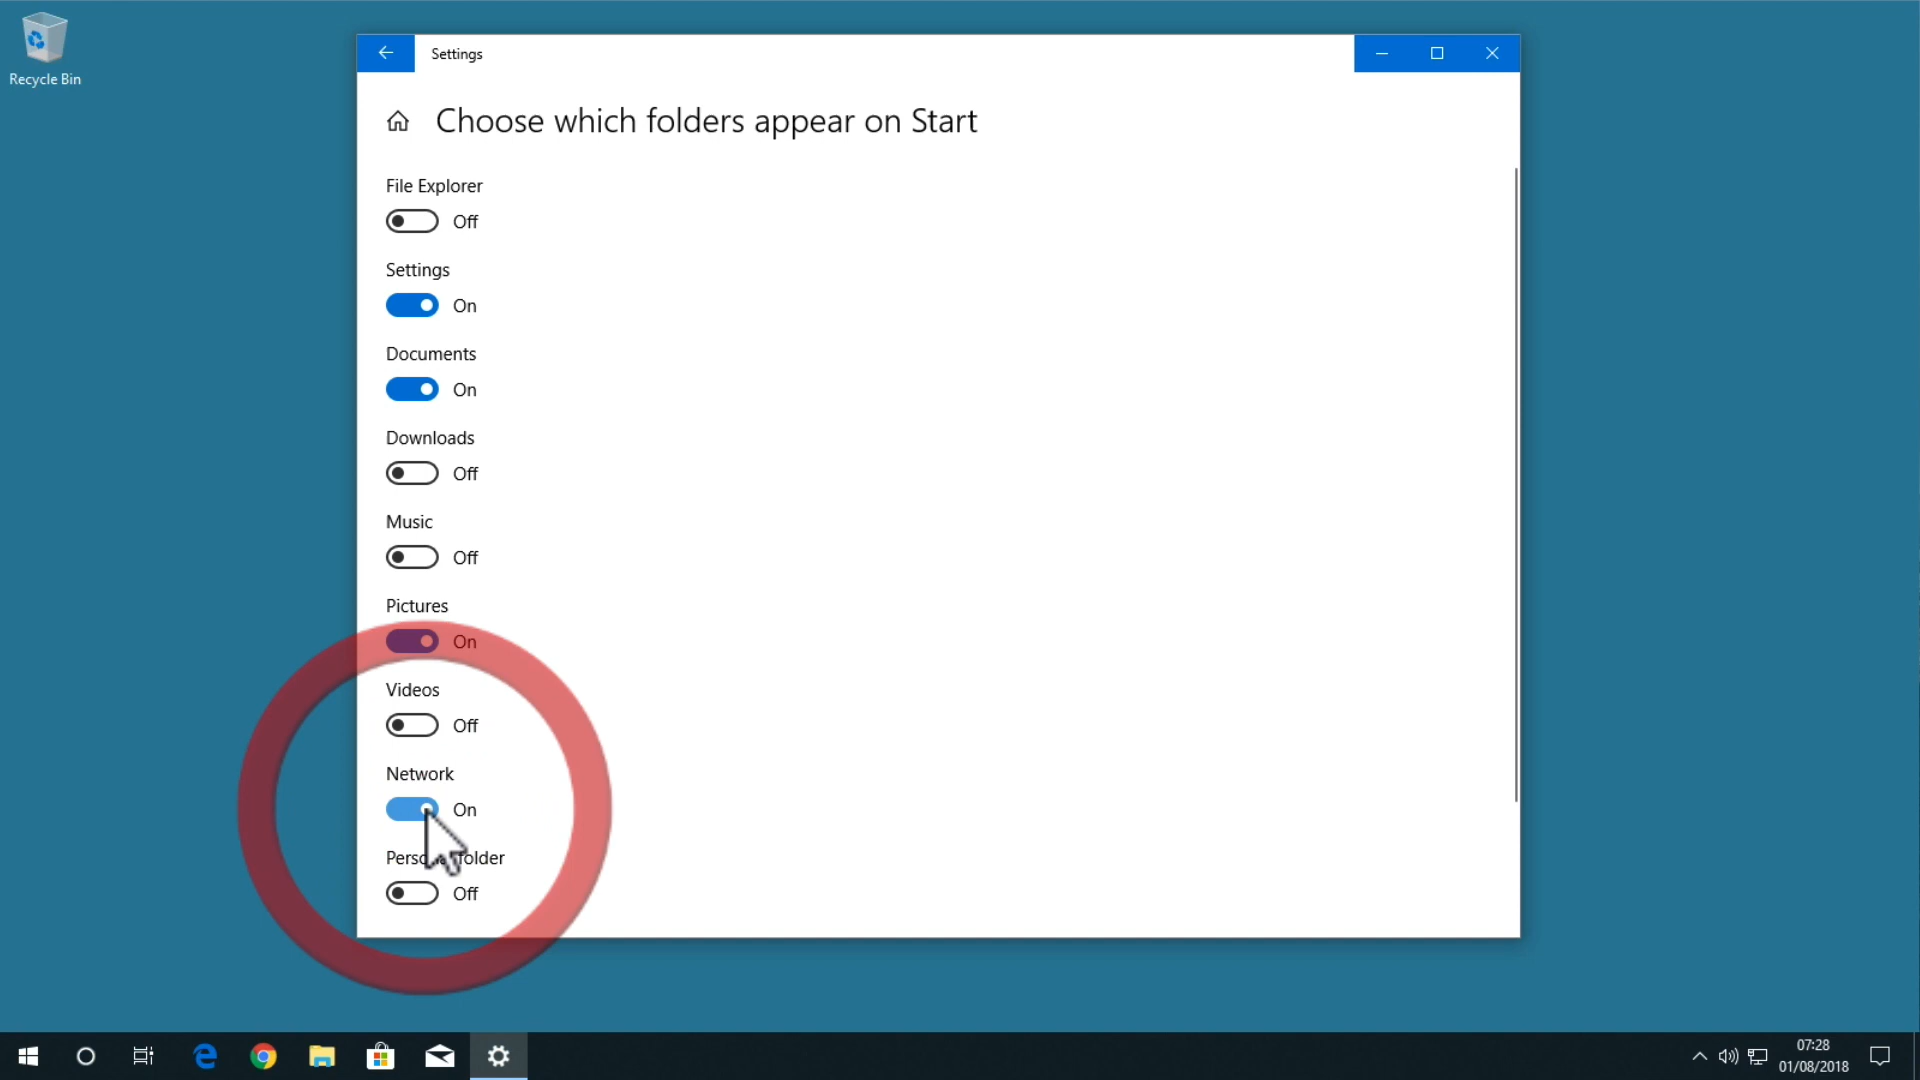 Recycle Bin
Settings
Choose which folders appear on Start
File Explorer
Off
Settings
On
Documents
On
Downloads
Off
Music
Off
Pictures
On
Videos
Off
Network
On
folder
Off
07:28
01/08/2018